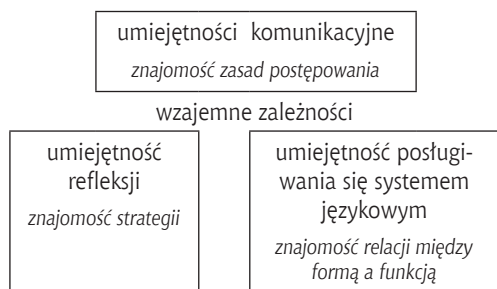 umiejętności komunikacyjne
znajomość zasad postępowania
wzajemne zależności
umiejętność
refleksji
znajomość strategii
umiejętność posługi-
wania się systemem
językowym
znajomość relacji między
formą a funkcją